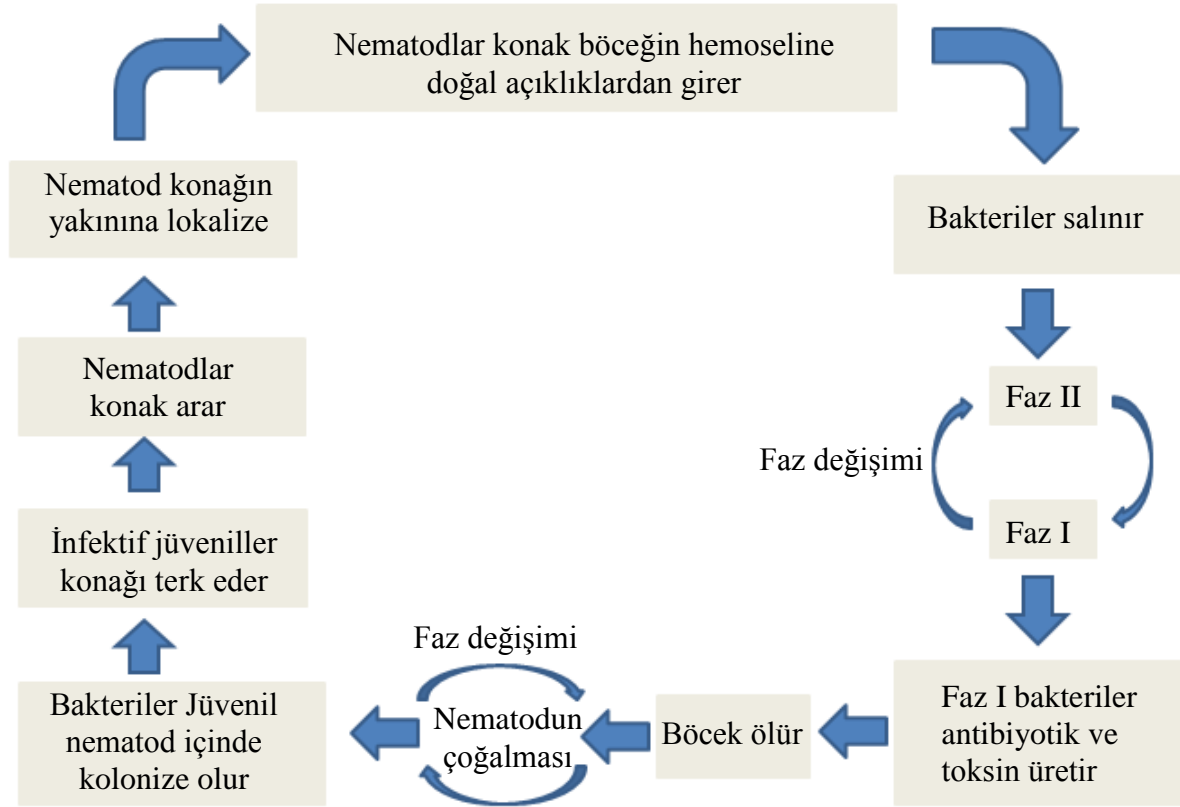 Nematodlar konak böceğin hemoseline
doğal açıklıklardan girer
Bakteriler salınır
Faz II
Faz değişimi
Faz I
Faz I bakteriler
antibiyotik ve
toksin üretir
Böcek ölür
Faz değişimi
Nematodun
çoğalması
Bakteriler Jüvenil
nematod içinde
kolonize olur
İnfektif jüveniller
konağı terk eder
Nematodlar
konak arar
Nematod konağın
yakınına lokalize